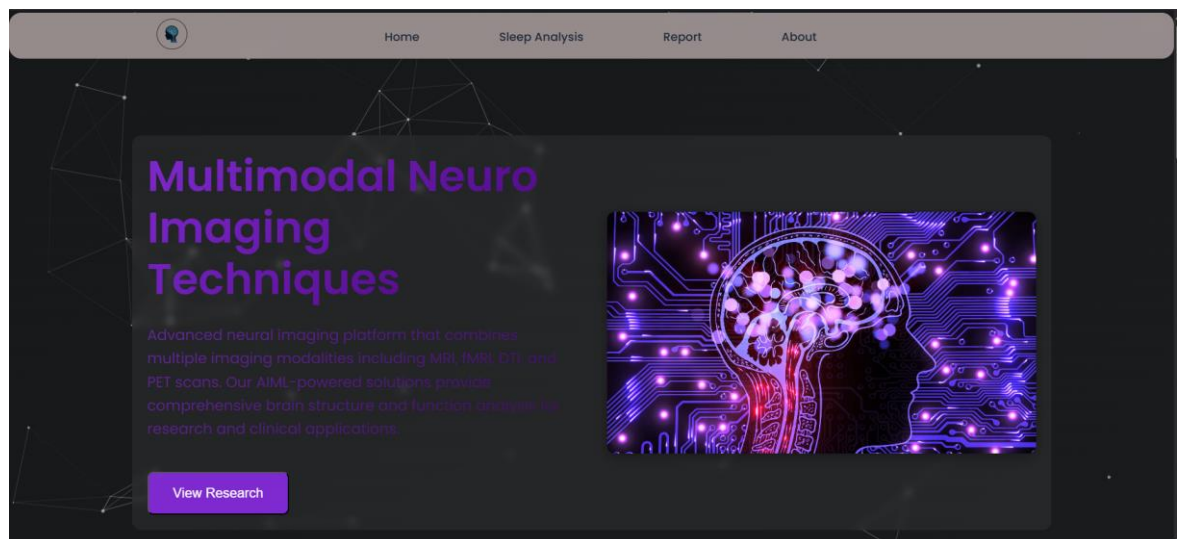 Home Sleep Analysis Report About
Multimodal Neuro
Imaging
Techniques
Advanced neural imaging platform that combines
multiple imaging modalities including MRI, fMRI, DTI, and
PET scans. Our AIML-powered solutions provide
comprehensive brain structure and function analysis for
research and clinical applications.
View Research